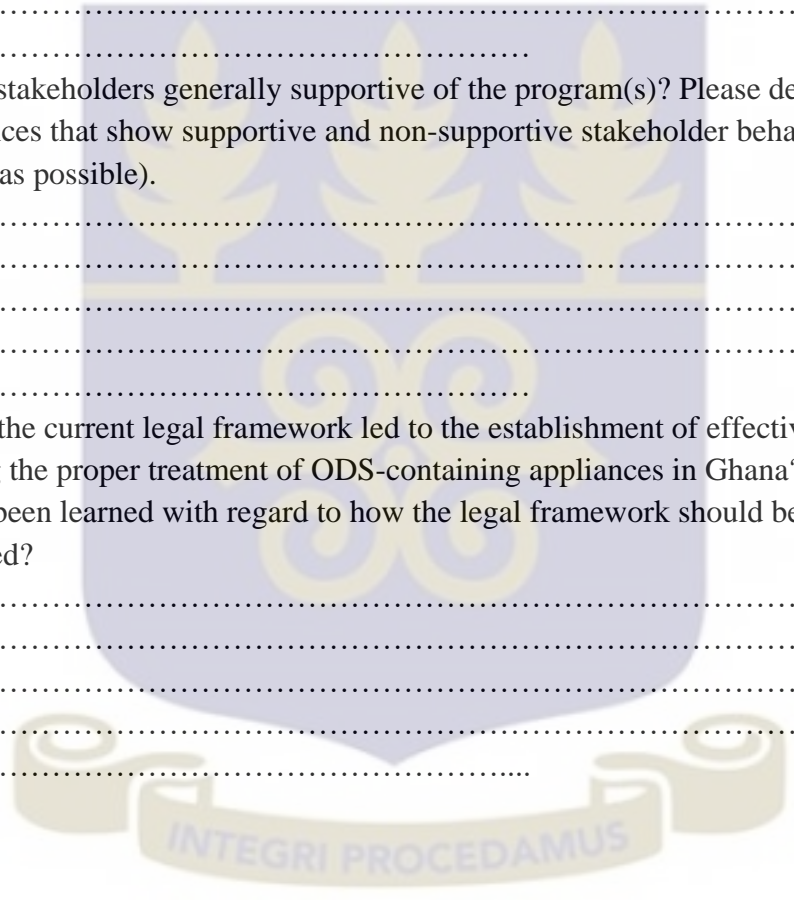 ……………………………………………………………………
……………………………………………
stakeholders generally supportive of the program(s)? Please de
ces that show supportive and non-supportive stakeholder beha
as possible).
……………………………………………………………………
……………………………………………………………………
……………………………………………………………………
……………………………………………………………………
……………………………………………
the current legal framework led to the establishment of effectiv
the proper treatment of ODS-containing appliances in Ghana‘
been learned with regard to how the legal framework should be
ed?
……………………………………………………………………
……………………………………………………………………
……………………………………………………………………
……………………………………………………………………
…………………………………………....
INTEGRI PROCEDAMUS